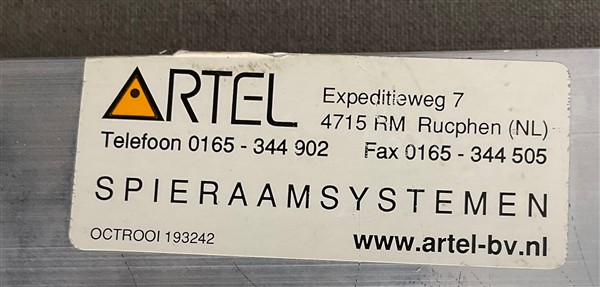 ARTEL
Expeditieweg 7
4715 RM Rucphen (NL)
Telefoon 0165 - 344 902 Fax 0165 - 344 505
SPIERAAMSYSTEMEN
OCTROOI 193242
www.artel-bv.nl